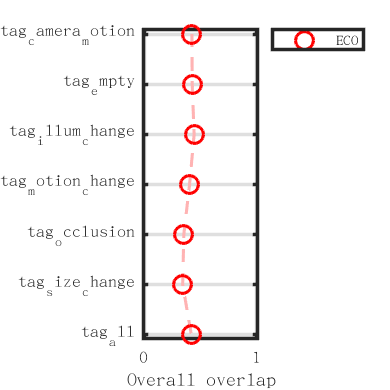 tag_camera_motion
ECO
tag_empty
tag_illum_change
tag_motion_change
tag_occlusion
tag_size_change
tag_all
0 1
Overall overlap